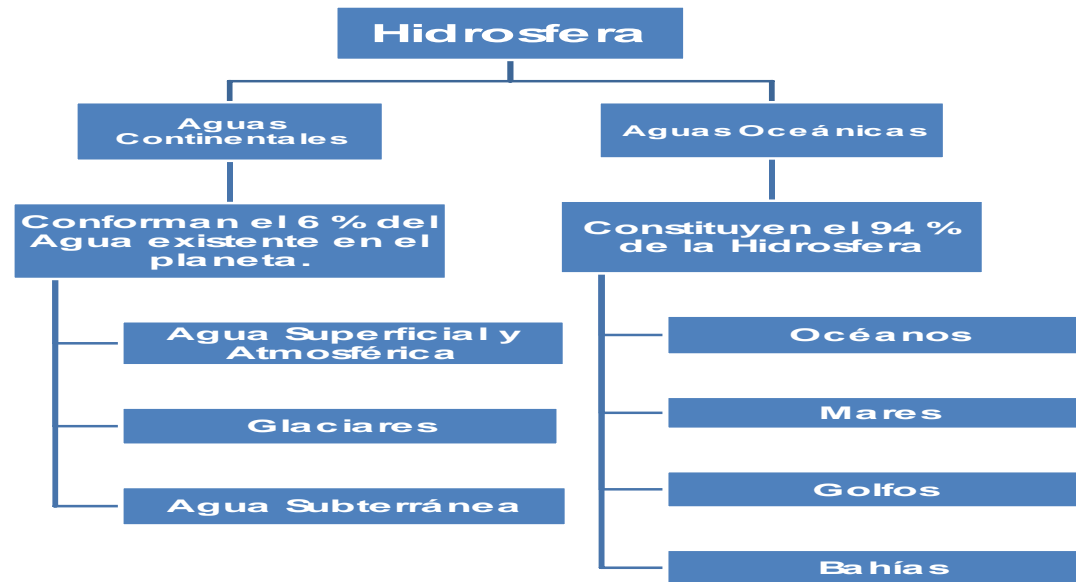 Hidrosfera
Aguas
Continentales
Aguas Oceánicas
Conforman el 6 % del
Agua existente en el
planeta.
Constituyen el 94 %
de la Hidrosfera
Agua Superficial y
Atmosférica
Glaciares
Agua Subterránea
Océanos
Mares
Golfos
Bahías